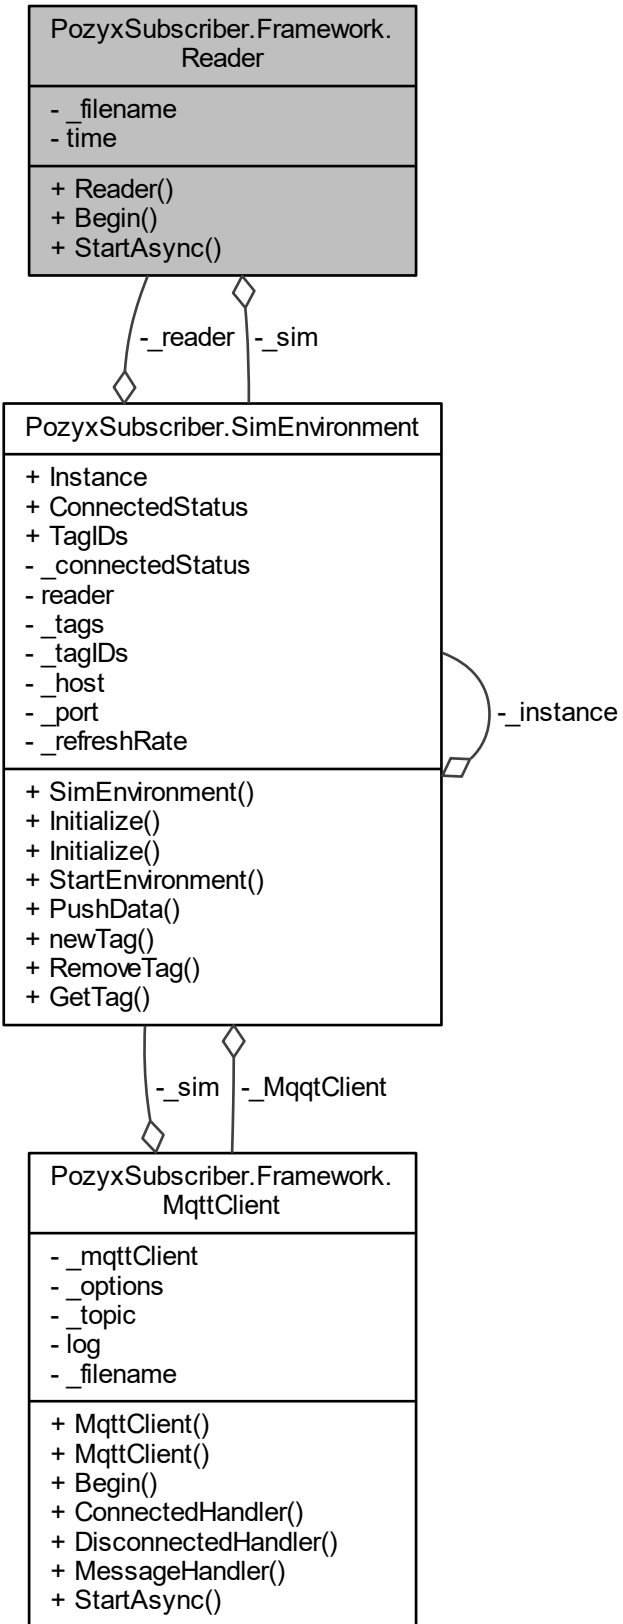 PozyxSubscriber.Framework.
Reader
- _filename
- time
+ Reader()
+ Begin()
+ StartAsync()
-_reader
-_sim
PozyxSubscriber.SimEnvironment
+ Instance
+ ConnectedStatus
+ TagIDs
- _connectedStatus
- reader
- _tags
- _tagIDs
- _host
- _port
- _refreshRate
-_instance
+ SimEnvironment()
+ Initialize()
+ Initialize()
+ StartEnvironment()
+ PushData()
+ newTag()
+ RemoveTag()
+ GetTag()
-_sim
-_MqqtClient
PozyxSubscriber.Framework.
MqttClient
- _mqttClient
- _options
- _topic
- log
- _filename
+ MqttClient()
+ MqttClient()
+ Begin()
+ ConnectedHandler()
+ DisconnectedHandler()
+ MessageHandler()
+ StartAsync()